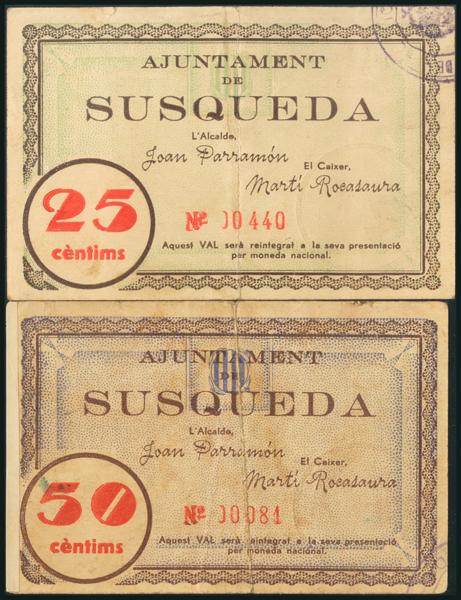 AJUNTAMENT
DE
SUSQUEDA
L'Alcalde,
Joan Parramón
El Caixer,
Martí Rocasaura
25
cèntims
Nº 00440
Aquest VAL serà reintegrat a la seva presentació
per moneda nacional.
AJUNTAMENT
DE
SUSQUEDA
L'Alcalde,
Joan Parramón
El Caixer,
Martí Rocasaura
50
cèntims
Nº 00081
Aquest VAL serà reintegrat a la seva presentació
per moneda nacional.